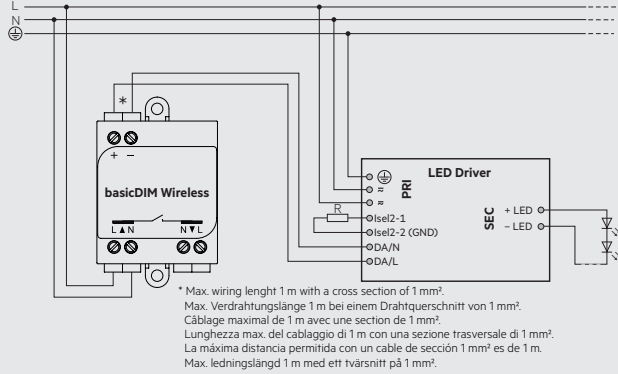 L
N
*
+ −
basicDIM Wireless
L▲N N▼L
LED Driver
PRI
≈
≈
R
Isel2-1
Isel2-2 (GND)
DA/N
DA/L
SEC
+ LED
− LED
* Max. wiring lenght 1 m with a cross section of 1 mm².
Max. Verdrahtungslänge 1 m bei einem Drahtquerschnitt von 1 mm².
Câblage maximal de 1 m avec une section de 1 mm².
Lunghezza max. del cablaggio di 1 m con una sezione trasversale di 1 mm².
La máxima distancia permitida con un cable de sección 1 mm² es de 1 m.
Max. ledningslängd 1 m med ett tvärsnitt på 1 mm².